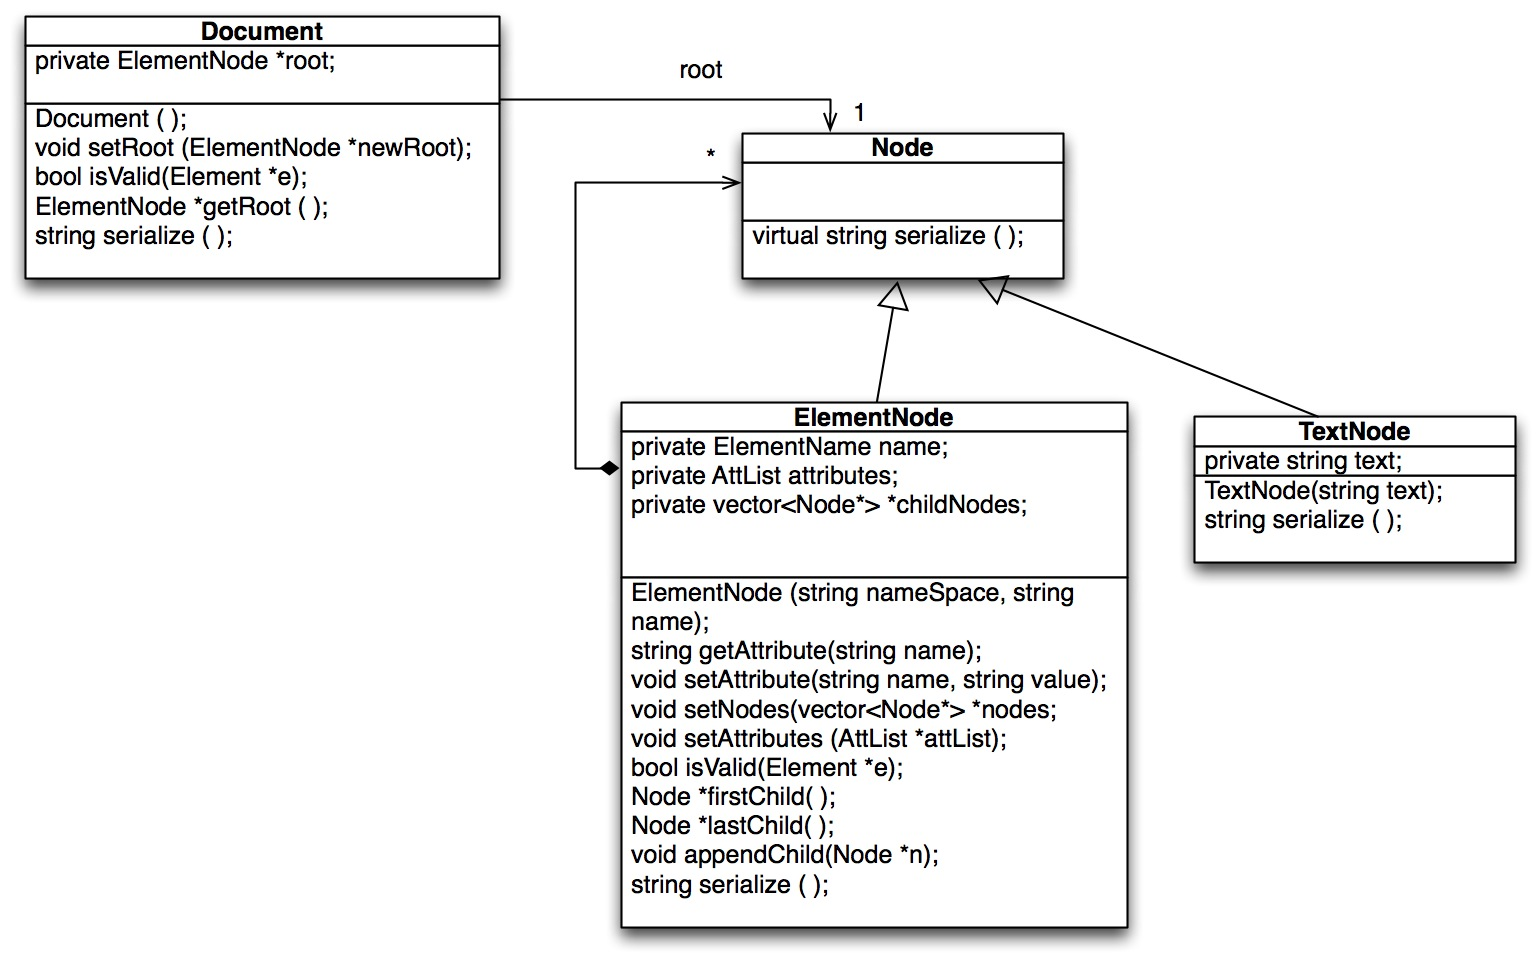 Document
private ElementNode *root;
Document ( );
void setRoot (ElementNode *newRoot);
bool isValid(Element *e);
ElementNode *getRoot ( );
string serialize ( );
root
1
*
Node
virtual string serialize ( );
ElementNode
private ElementName name;
private AttList attributes;
private vector<Node*> *childNodes;
ElementNode (string nameSpace, string
name);
string getAttribute(string name);
void setAttribute(string name, string value);
void setNodes(vector<Node*> *nodes;
void setAttributes (AttList *attList);
bool isValid(Element *e);
Node *firstChild( );
Node *lastChild( );
void appendChild(Node *n);
string serialize ( );
TextNode
private string text;
TextNode(string text);
string serialize ( );